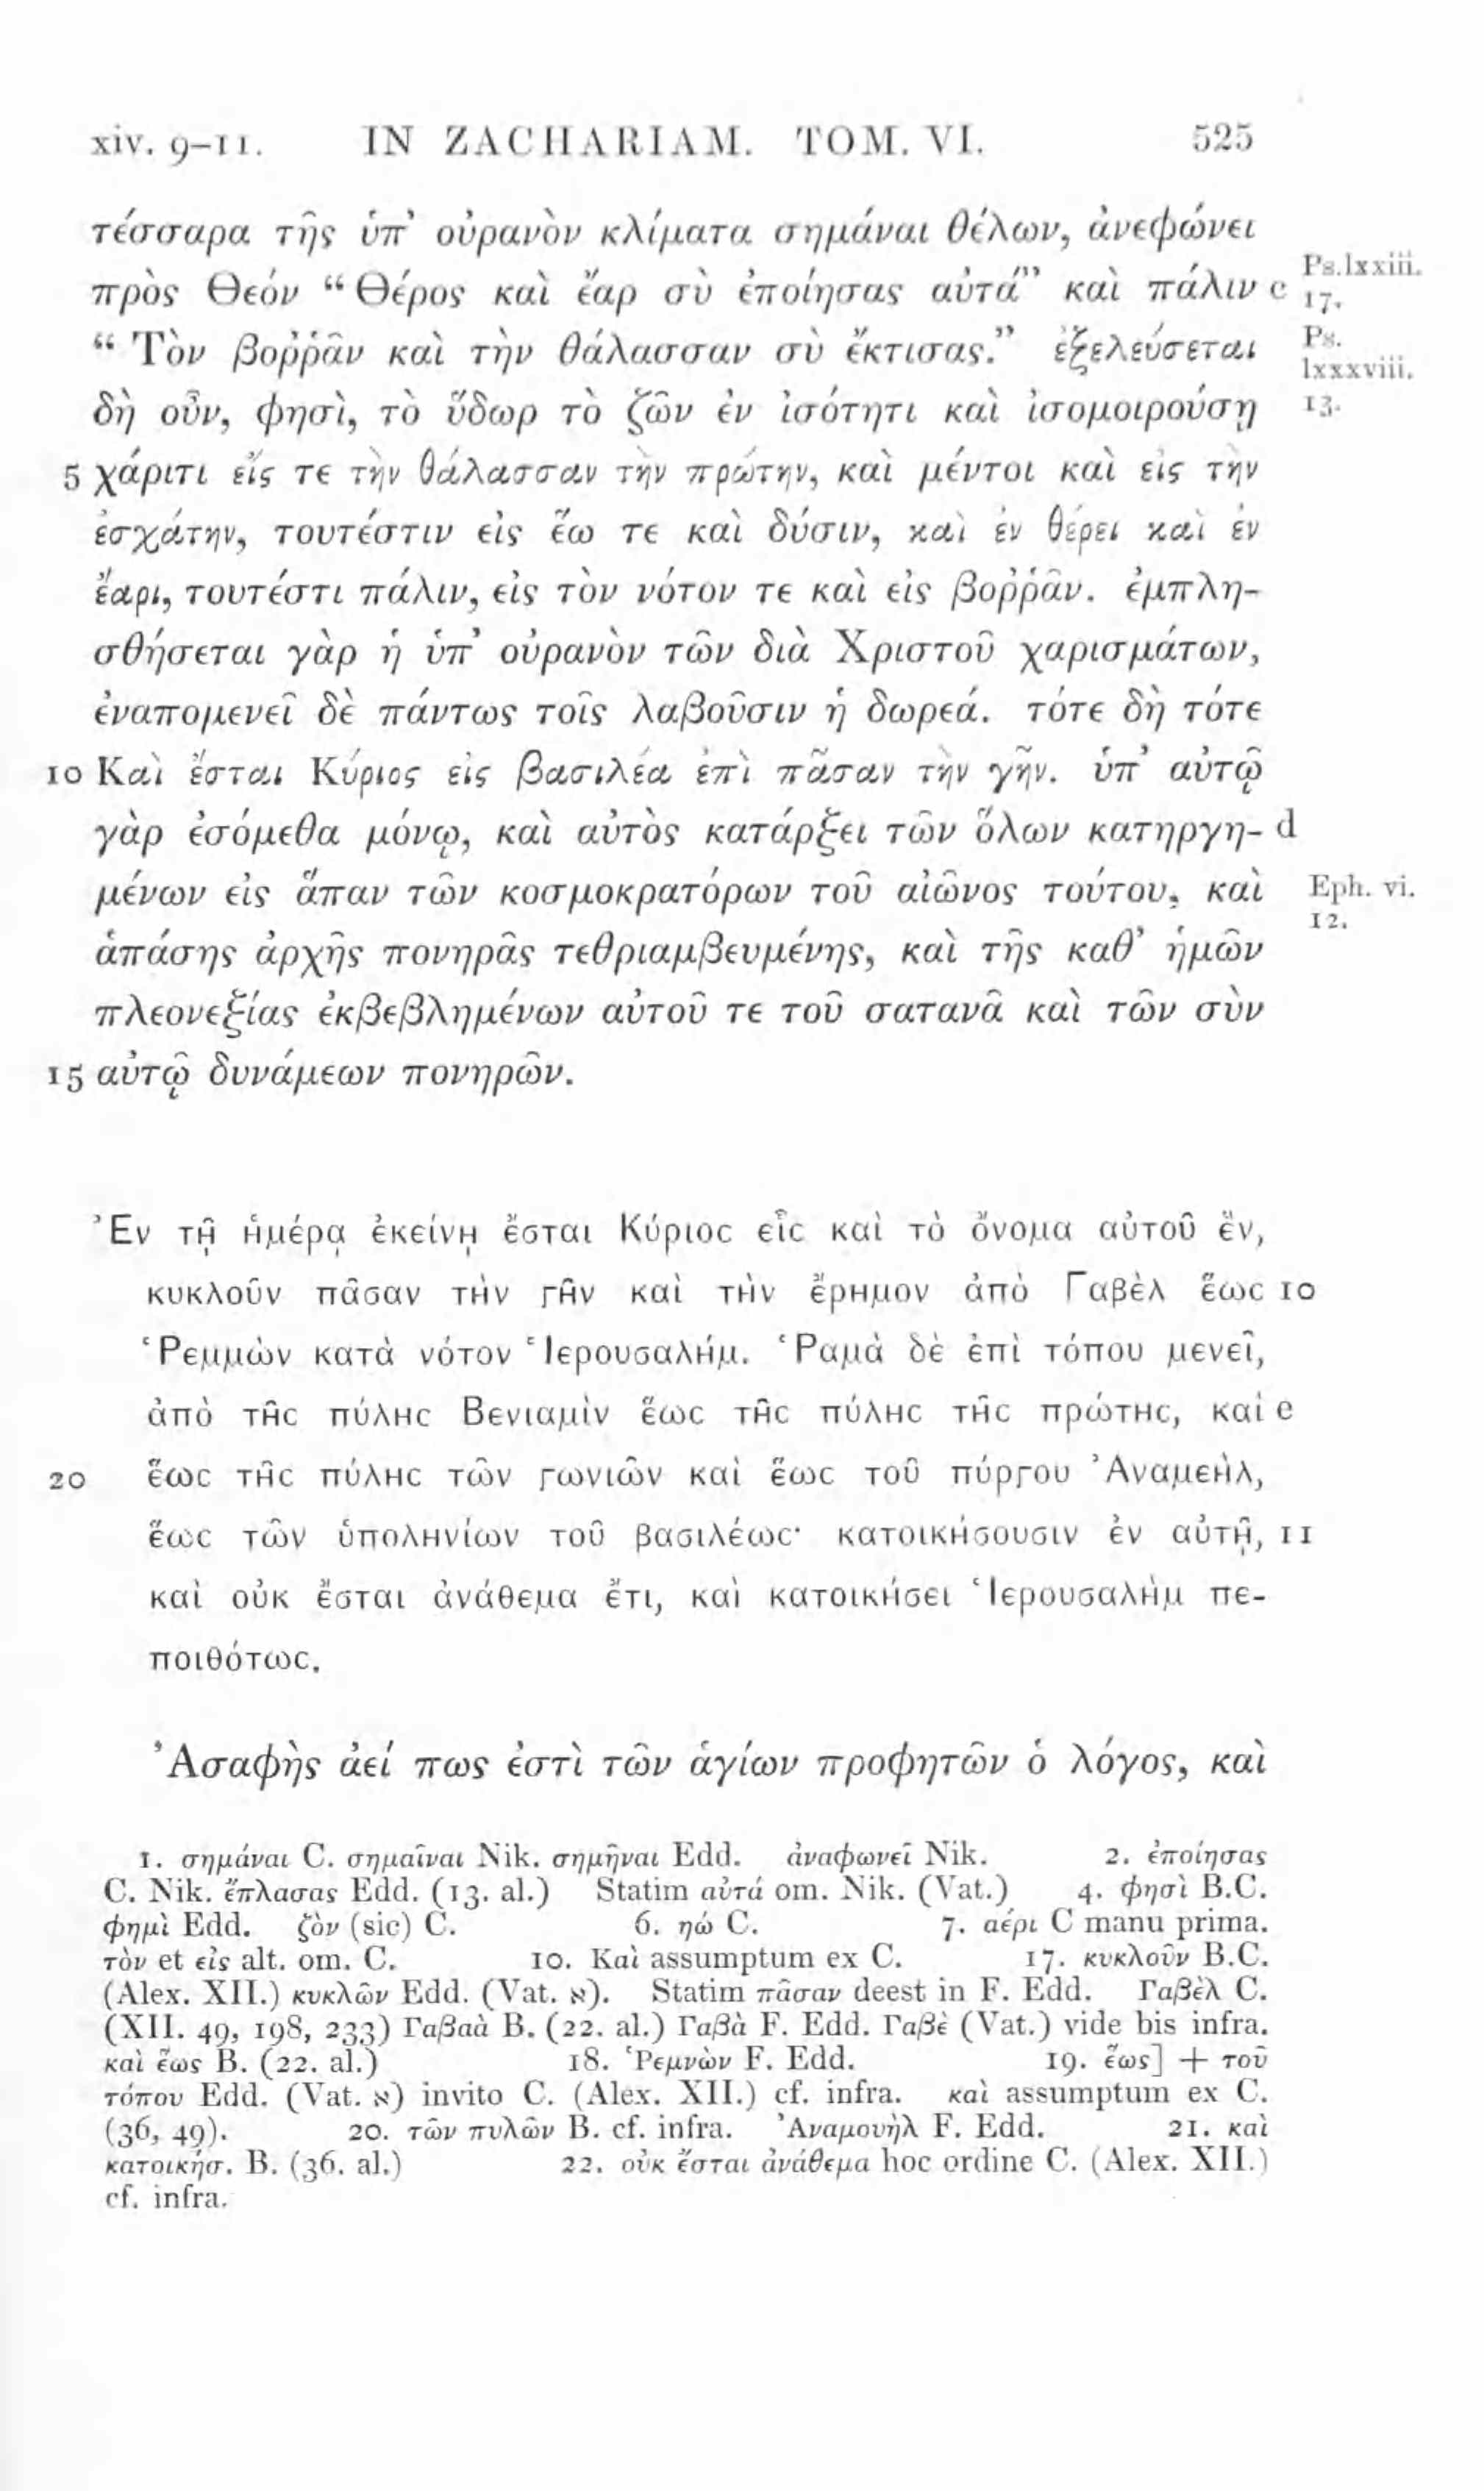 xiv. 9–11. IN ZACHARIAM. TOM. VI. 525
τέσσαρα τῆς ὑπ’ οὐρανὸν κλίματα σημάναι θέλων, ἀνεφώνει
πρὸς Θεόν “ Θέρος καὶ ἔαρ σὺ ἐποίησας αὐτά” καὶ πάλιν c Ps.lxxiii. 17.
“ Τὸν βοῤῥᾶν καὶ τὴν θάλασσαν σὺ ἔκτισας.” ἐξελεύσεται Ps. lxxxviii.
δὴ οὖν, φησὶ, τὸ ὕδωρ τὸ ζῶν ἐν ἰσότητι καὶ ἰσομοιρούσῃ 13.
5 χάριτι εἴς τε τὴν θάλασσαν τὴν πρώτην, καὶ μέντοι καὶ εἰς τὴν
ἐσχάτην, τουτέστιν εἰς ἕω τε καὶ δύσιν, καὶ ἐν θέρει καὶ ἐν
ἔαρι, τουτέστι πάλιν, εἰς τὸν νότον τε καὶ εἰς βοῤῥᾶν. ἐμπλη-
σθήσεται γὰρ ἡ ὑπ’ οὐρανὸν τῶν διὰ Χριστοῦ χαρισμάτων,
ἐναπομενεῖ δὲ πάντως τοῖς λαβοῦσιν ἡ δωρεά. τότε δὴ τότε
10 Καὶ ἔσται Κύριος εἰς βασιλέα ἐπὶ πᾶσαν τὴν γῆν. ὑπ’ αὐτῷ
γὰρ ἐσόμεθα μόνῳ, καὶ αὐτὸς κατάρξει τῶν ὅλων κατηργη- d
μένων εἰς ἅπαν τῶν κοσμοκρατόρων τοῦ αἰῶνος τούτου, καὶ Eph. vi. 12.
ἁπάσης ἀρχῆς πονηρᾶς τεθριαμβευμένης, καὶ τῆς καθ’ ἡμῶν
πλεονεξίας ἐκβεβλημένων αὐτοῦ τε τοῦ σατανᾶ καὶ τῶν σὺν
15 αὐτῷ δυνάμεων πονηρῶν.
Ἐν τῇ ἡμέρᾳ ἐκείνῃ ἔσται Κύριος εἷς καὶ τὸ ὄνομα αὐτοῦ ἓν,
κυκλοῦν πᾶσαν τὴν γῆν καὶ τὴν ἔρημον ἀπὸ Γαβὲλ ἕως 10
Ῥεμμὼν κατὰ νότον Ἱερουσαλήμ. Ῥαμὰ δὲ ἐπὶ τόπου μενεῖ,
ἀπὸ τῆς πύλης Βενιαμὶν ἕως τῆς πύλης τῆς πρώτης, καὶ e
20 ἕως τῆς πύλης τῶν γωνιῶν καὶ ἕως τοῦ πύργου Ἀναμεὴλ,
ἕως τῶν ὑποληνίων τοῦ βασιλέως· κατοικήσουσιν ἐν αὐτῇ, 11
καὶ οὐκ ἔσται ἀνάθεμα ἔτι, καὶ κατοικήσει Ἱερουσαλὴμ πε-
ποιθότως.
Ἀσαφὴς ἀεί πως ἐστὶ τῶν ἁγίων προφητῶν ὁ λόγος, καὶ
1. σημάναι C. σημαῖναι Nik. σημῆναι Edd. ἀναφωνεῖ Nik. 2. ἐποίησας
C. Nik. ἔπλασας Edd. (13. al.) Statim αὐτά om. Nik. (Vat.) 4. φησὶ B.C.
φημὶ Edd. ζὸν (sic) C. 6. ηώ C. 7. αέρι C manu prima.
τὸν et εἰς alt. om. C. 10. Καὶ assumptum ex C. 17. κυκλοῦν B.C.
(Alex. XII.) κυκλῶν Edd. (Vat. א). Statim πᾶσαν deest in F. Edd. Γαβὲλ C.
(XII. 49, 198, 233) Γαβαὰ B. (22. al.) Γαβὰ F. Edd. Γαβὲ (Vat.) vide bis infra.
καὶ ἕως B. (22. al.) 18. Ῥεμνὼν F. Edd. 19. ἕως] + τοῦ
τόπου Edd. (Vat. א) invito C. (Alex. XII.) cf. infra. καὶ assumptum ex C.
(36, 49). 20. τῶν πυλῶν B. cf. infra. Ἀναμουὴλ F. Edd. 21. καὶ
κατοικήσ. B. (36. al.) 22. οὐκ ἔσται ἀνάθεμα hoc ordine C. (Alex. XII.)
cf. infra.